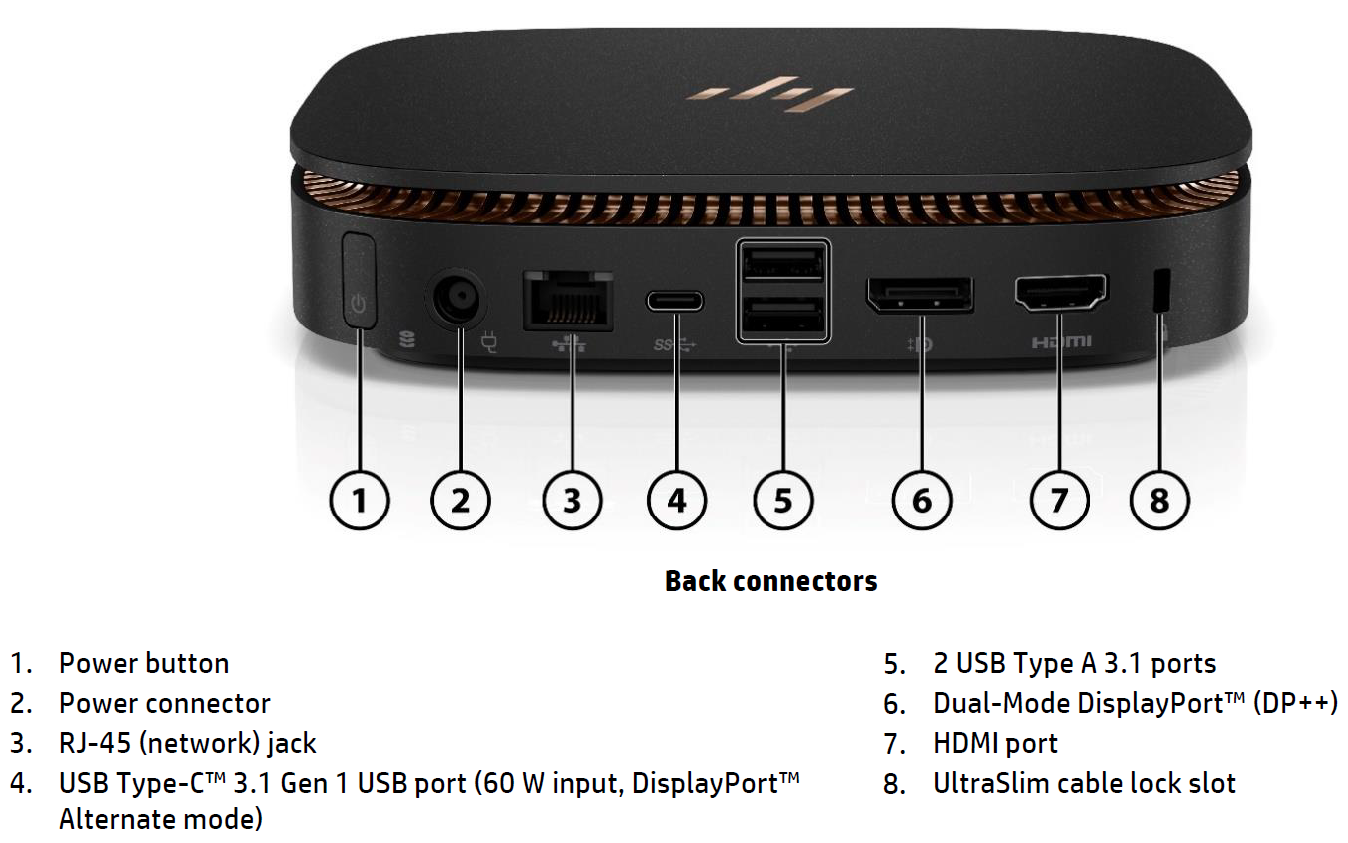 SS
HDMI
1 2 3 4 5 6 7 8
Back connectors
1. Power button
2. Power connector
3. RJ-45 (network) jack
4. USB Type-C™ 3.1 Gen 1 USB port (60 W input, DisplayPort™
Alternate mode)
5. 2 USB Type A 3.1 ports
6. Dual-Mode DisplayPort™ (DP++)
7. HDMI port
8. UltraSlim cable lock slot